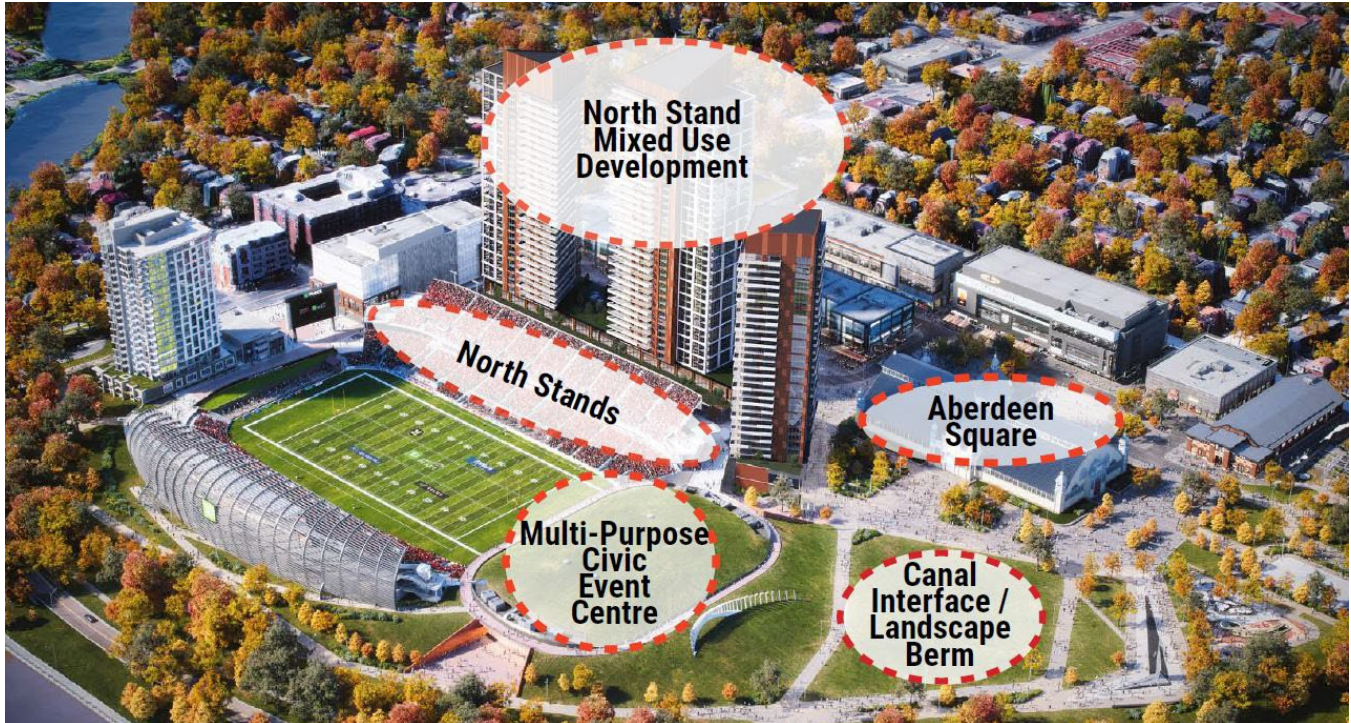 North Stand
Mixed Use
Development
North Stands
Aberdeen
Square
Multi-Purpose
Civic
Event
Centre
Canal
Interface /
Landscape
Berm